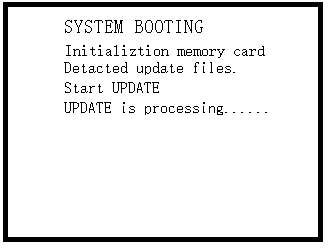 SYSTEM BOOTING
Initializtion memory card
Detacted update files.
Start UPDATE
UPDATE is processing......